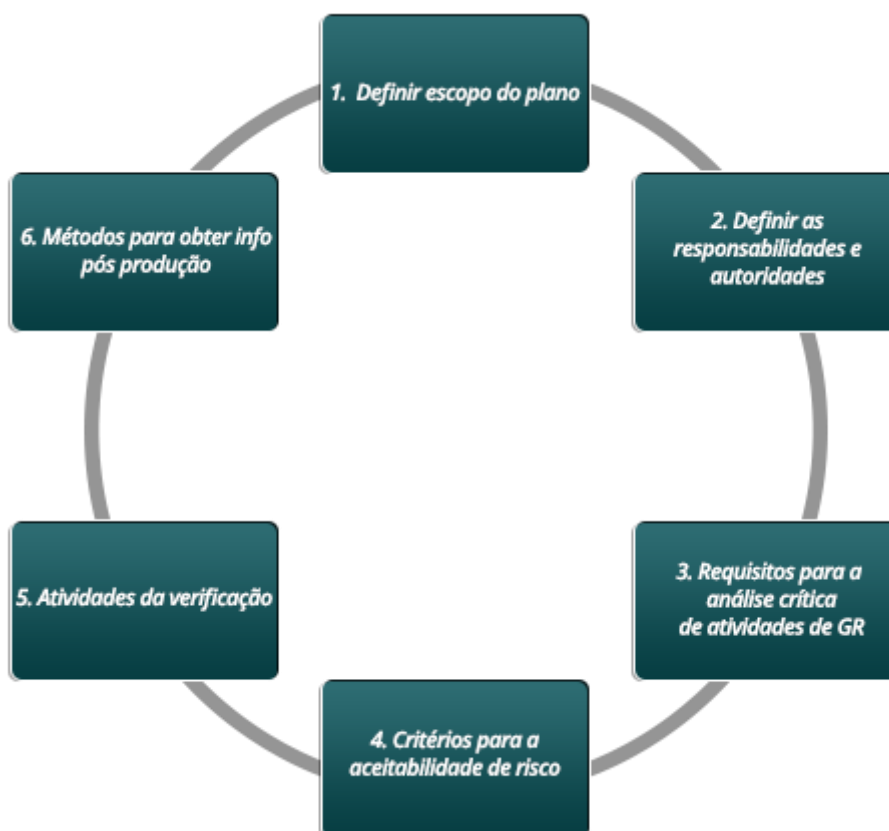 1. Definir escopo do plano
2. Definir as
responsabilidades e
autoridades
3. Requisitos para a
análise crítica
de atividades de GR
4. Critérios para a
aceitabilidade de risco
5. Atividades da verificação
6. Métodos para obter info
pós produção